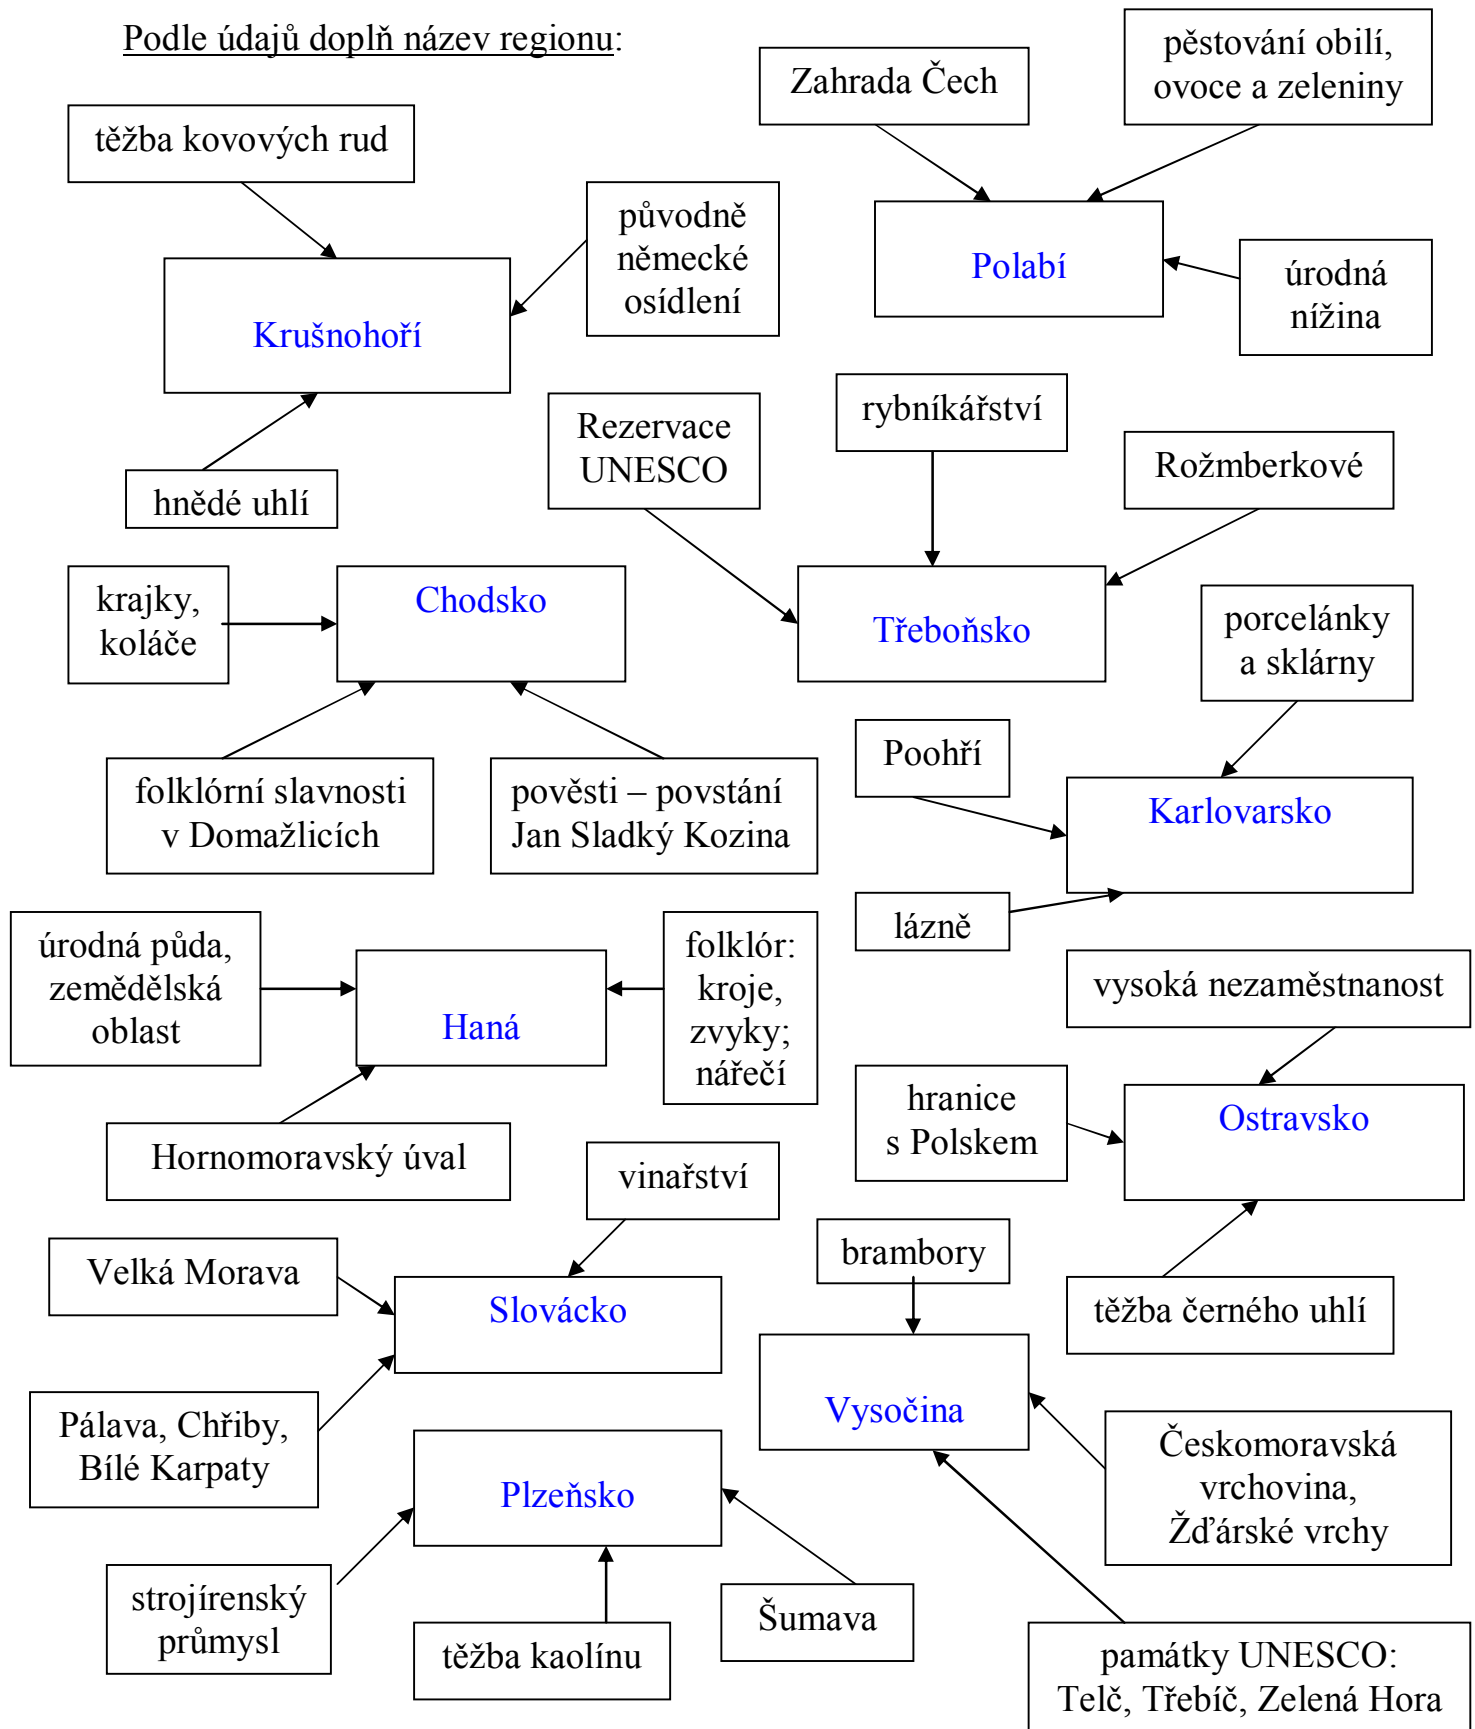 Podle údajů doplň název regionu:
Zahrada Čech
pěstování obilí,
ovoce a zeleniny
těžba kovových rud
původně
německé
osídlení
Polabí
úrodná
nížina
Krušnohoří
hnědé uhlí
Rezervace
UNESCO
rybníkářství
Rožmberkové
krajky,
koláče
Chodsko
Třeboňsko
porcelánky
a sklárny
folklórní slavnosti
v Domažlicích
pověsti – povstání
Jan Sladký Kozina
Poohří
Karlovarsko
lázně
úrodná půda,
zemědělská
oblast
Haná
folklór:
kroje,
zvyky;
nářečí
vysoká nezaměstnanost
hranice
s Polskem
Ostravsko
Hornomoravský úval
vinařství
brambory
těžba černého uhlí
Velká Morava
Slovácko
Pálava, Chřiby,
Bílé Karpaty
Vysočina
Českomoravská
vrchovina,
Žďárské vrchy
Plzeňsko
strojírenský
průmysl
těžba kaolínu
Šumava
památky UNESCO:
Telč, Třebíč, Zelená Hora